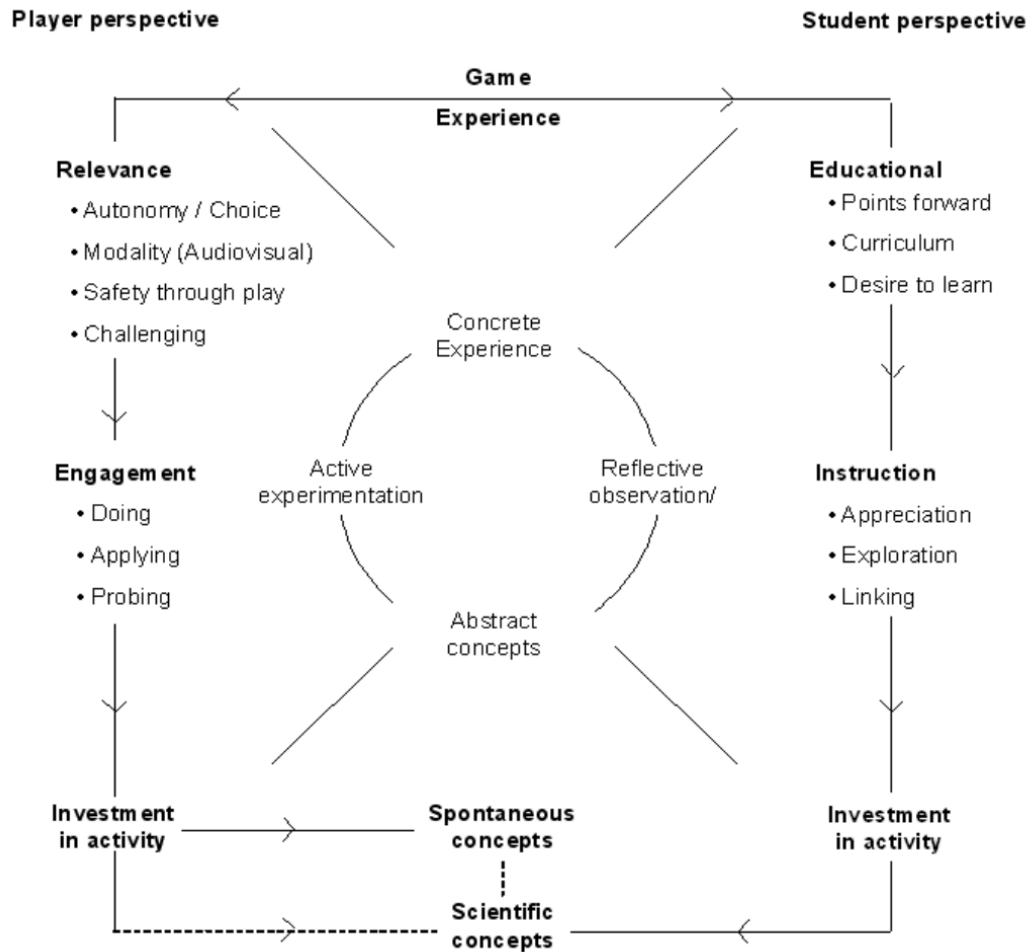 Player perspective
Student perspective
Game
Experience
Relevance
• Autonomy / Choice
• Modality (Audiovisual)
• Safety through play
• Challenging
Educational
• Points forward
• Curriculum
• Desire to learn
Concrete
Experience
Active
experimentation
Reflective
observation/
Abstract
concepts
Engagement
• Doing
• Applying
• Probing
Instruction
• Appreciation
• Exploration
• Linking
Investment
in activity
Spontaneous
concepts
Investment
in activity
Scientific
concepts